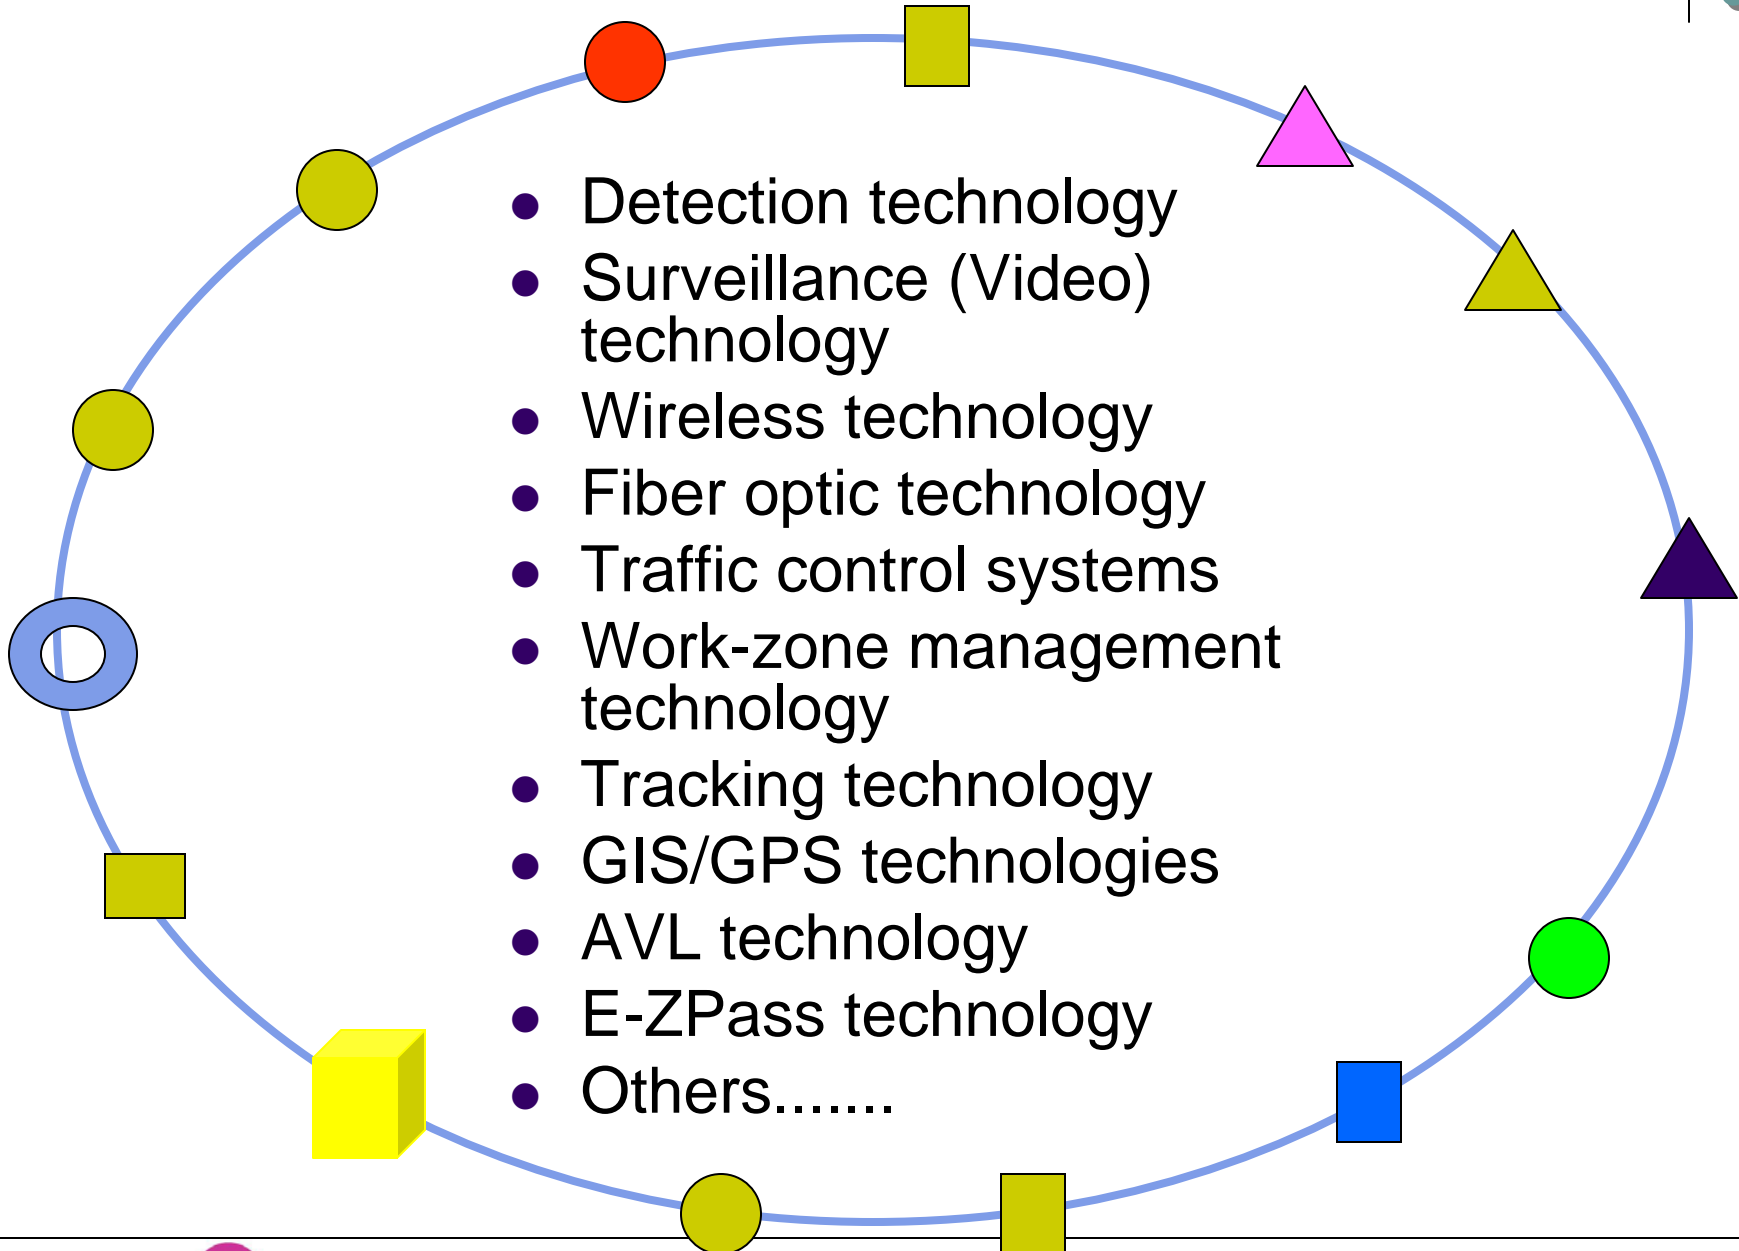 ● Detection technology
● Surveillance (Video)
technology
● Wireless technology
● Fiber optic technology
● Traffic control systems
● Work-zone management
technology
● Tracking technology
● GIS/GPS technologies
● AVL technology
● E-ZPass technology
● Others.......